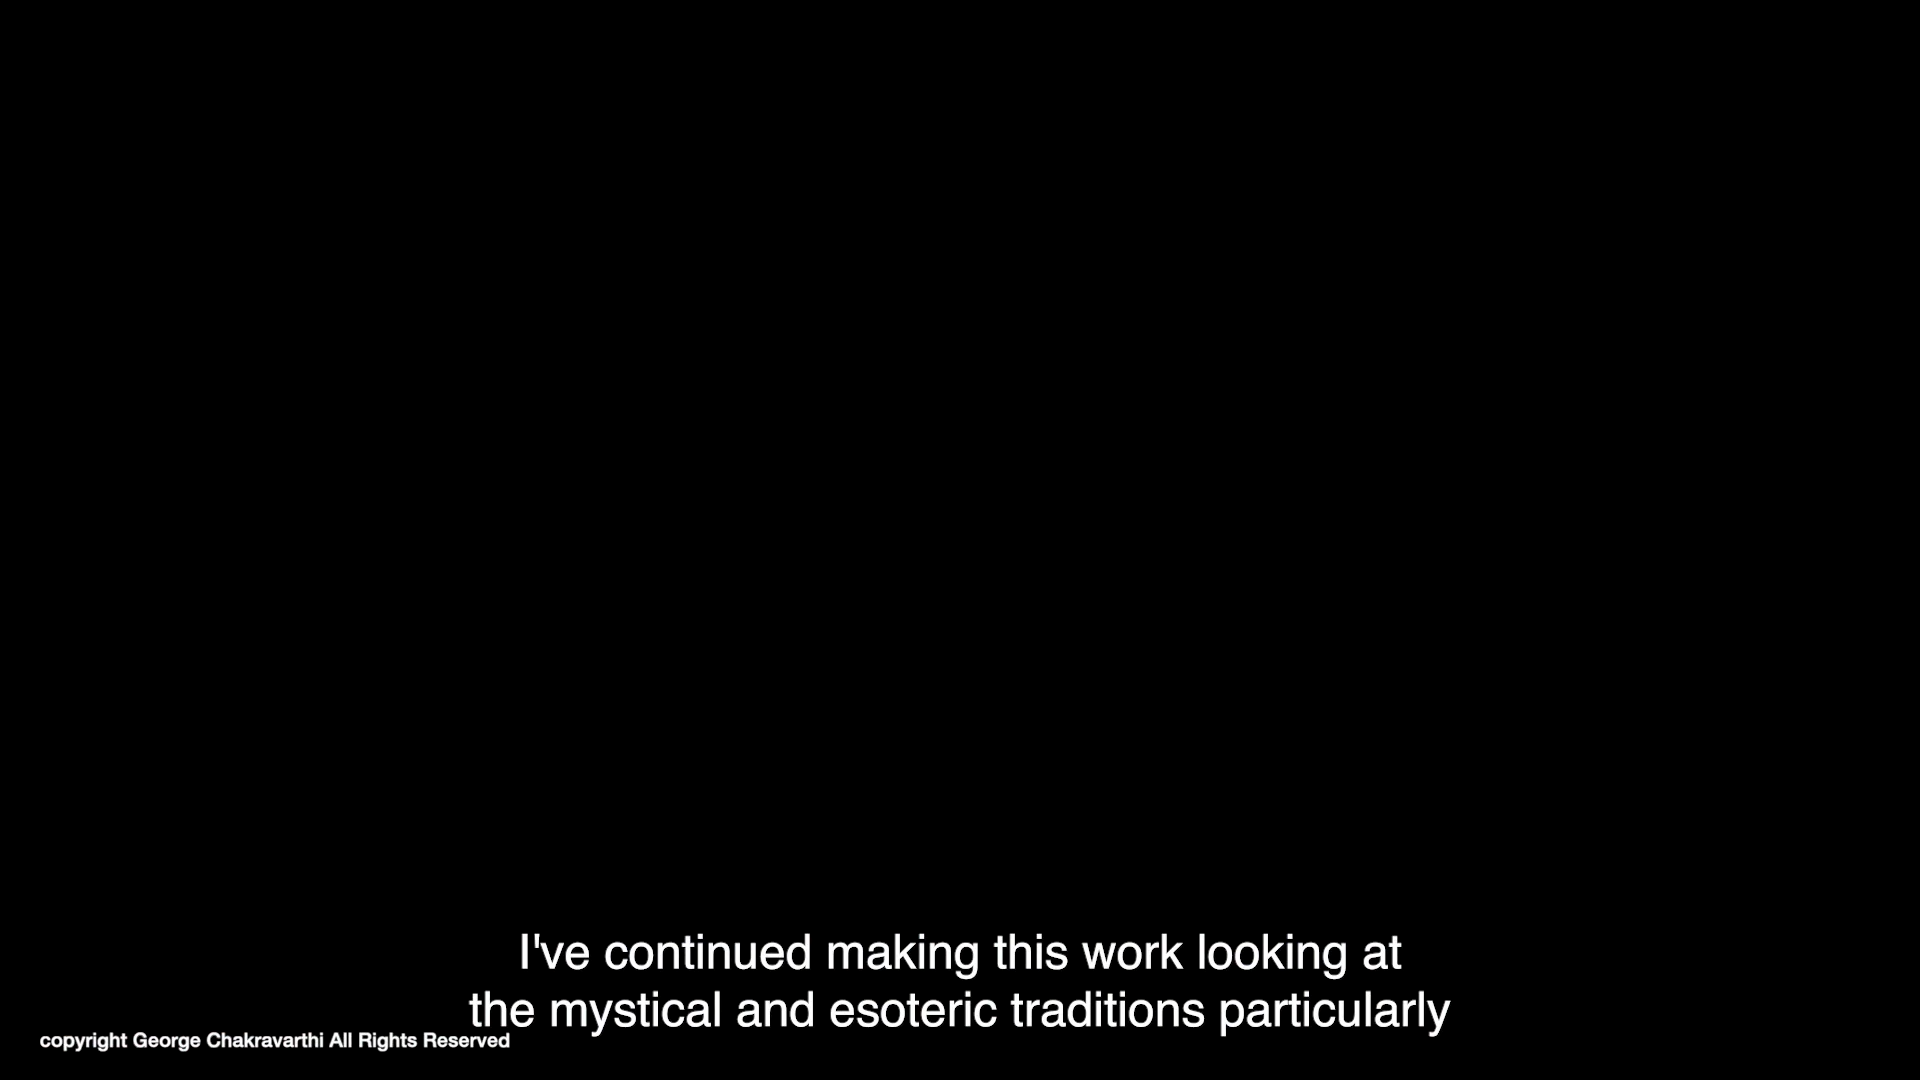 I've continued making this work looking at
the mystical and esoteric traditions particularly
copyright George Chakravarthi All Rights Reserved